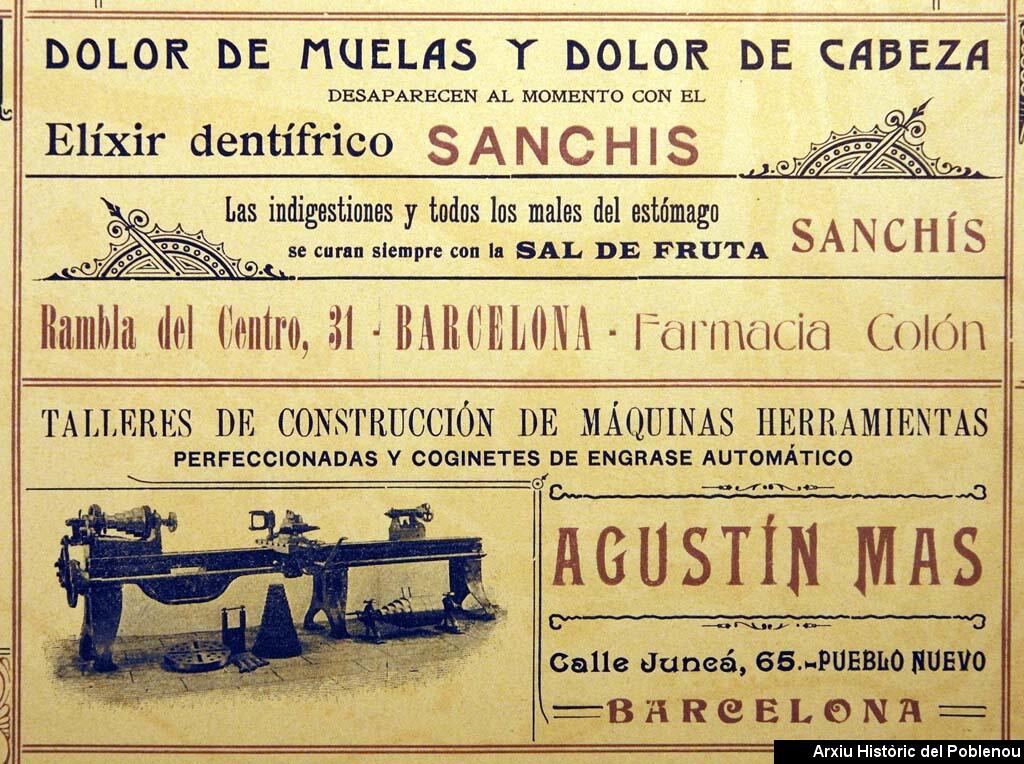 DOLOR DE MUELAS Y DOLOR DE CABEZA
DESAPARECEN AL MOMENTO CON EL
Elíxir dentífrico SANCHIS
Las indigestiones y todos los males del estómago
se curan siempre con la SAL DE FRUTA SANCHÍS
Rambla del Centro, 31 - BARCELONA - Farmacia Colón
TALLERES DE CONSTRUCCIÓN DE MÁQUINAS HERRAMIENTAS
PERFECCIONADAS Y COGINETES DE ENGRASE AUTOMÁTICO
AGUSTÍN MAS
Calle Juncá, 65.-PUEBLO NUEVO
BARCELONA
Arxiu Històric del Poblenou